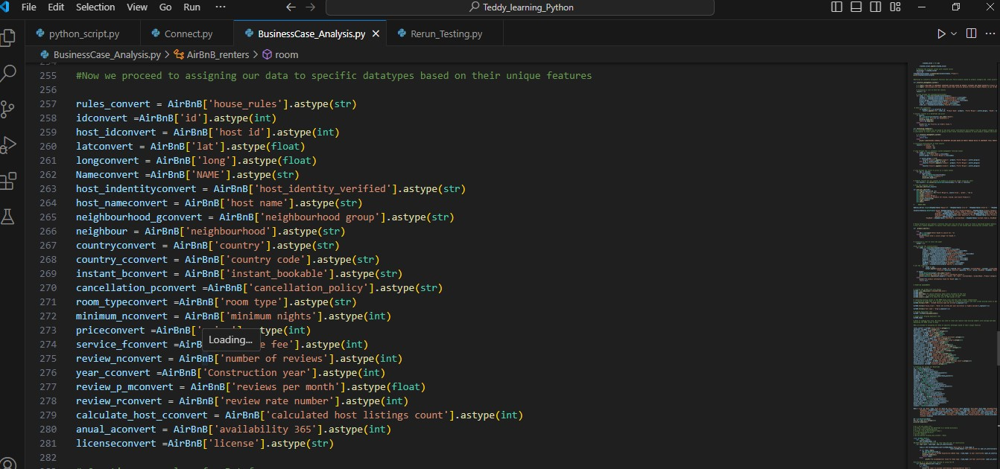 File Edit Selection View Go Run ··· ← → Teddy_learning_Python
python_script.py Connect.py BusinessCase_Analysis.py Rerun_Testing.py
BusinessCase_Analysis.py > AirBnB_renters > room
255 #Now we proceed to assigning our data to specific datatypes based on their unique features
256
257 rules_convert = AirBnB['house_rules'].astype(str)
258 idconvert =AirBnB['id'].astype(int)
259 host_idconvert = AirBnB['host id'].astype(int)
260 latconvert = AirBnB['lat'].astype(float)
261 longconvert = AirBnB['long'].astype(float)
262 Nameconvert =AirBnB['NAME'].astype(str)
263 host_indentityconvert = AirBnB['host_identity_verified'].astype(str)
264 host_nameconvert = AirBnB['host name'].astype(str)
265 neighbourhood_gconvert = AirBnB['neighbourhood group'].astype(str)
266 neighbour = AirBnB['neighbourhood'].astype(str)
267 countryconvert = AirBnB['country'].astype(str)
268 country_cconvert = AirBnB['country code'].astype(str)
269 instant_bconvert = AirBnB['instant_bookable'].astype(str)
270 cancellation_pconvert =AirBnB['cancellation_policy'].astype(str)
271 room_typeconvert =AirBnB['room type'].astype(str)
272 minimum_nconvert = AirBnB['minimum nights'].astype(int)
273 priceconvert =AirBnB[' type(int)
Loading...
274 service_fconvert =AirB e fee'].astype(int)
275 review_nconvert = AirBnB['number of reviews'].astype(int)
276 year_cconvert =AirBnB['Construction year'].astype(int)
277 review_p_mconvert = AirBnB['reviews per month'].astype(float)
278 review_rconvert = AirBnB['review rate number'].astype(int)
279 calculate_host_cconvert = AirBnB['calculated host listings count'].astype(int)
280 anual_aconvert = AirBnB['availability 365'].astype(int)
281 licenseconvert =AirBnB['license'].astype(str)
282